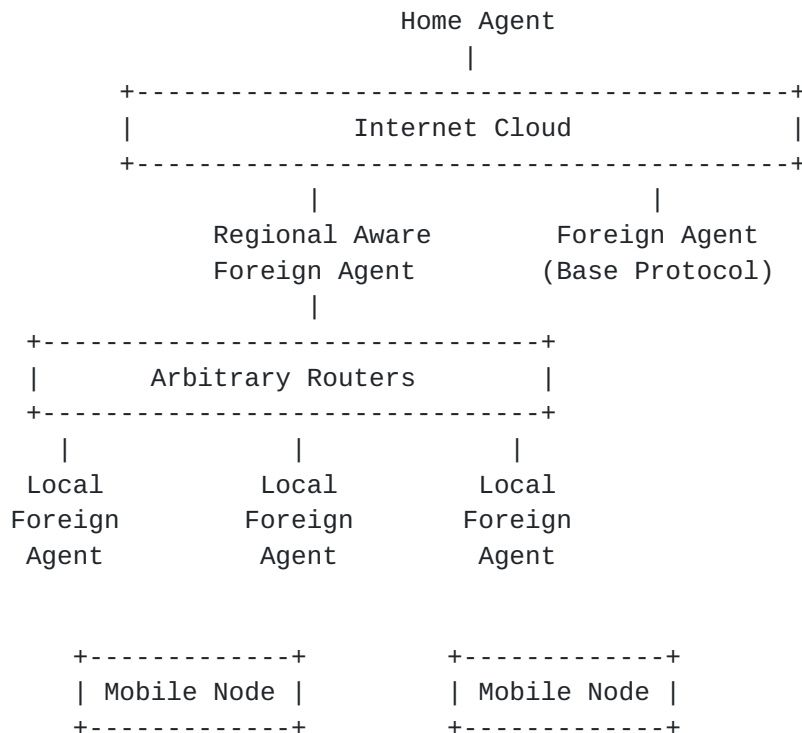 Home Agent
Internet Cloud
Regional Aware Foreign Agent
Foreign Agent (Base Protocol)
Arbitrary Routers
Local Foreign Agent
Local Foreign Agent
Local Foreign Agent
Mobile Node
Mobile Node